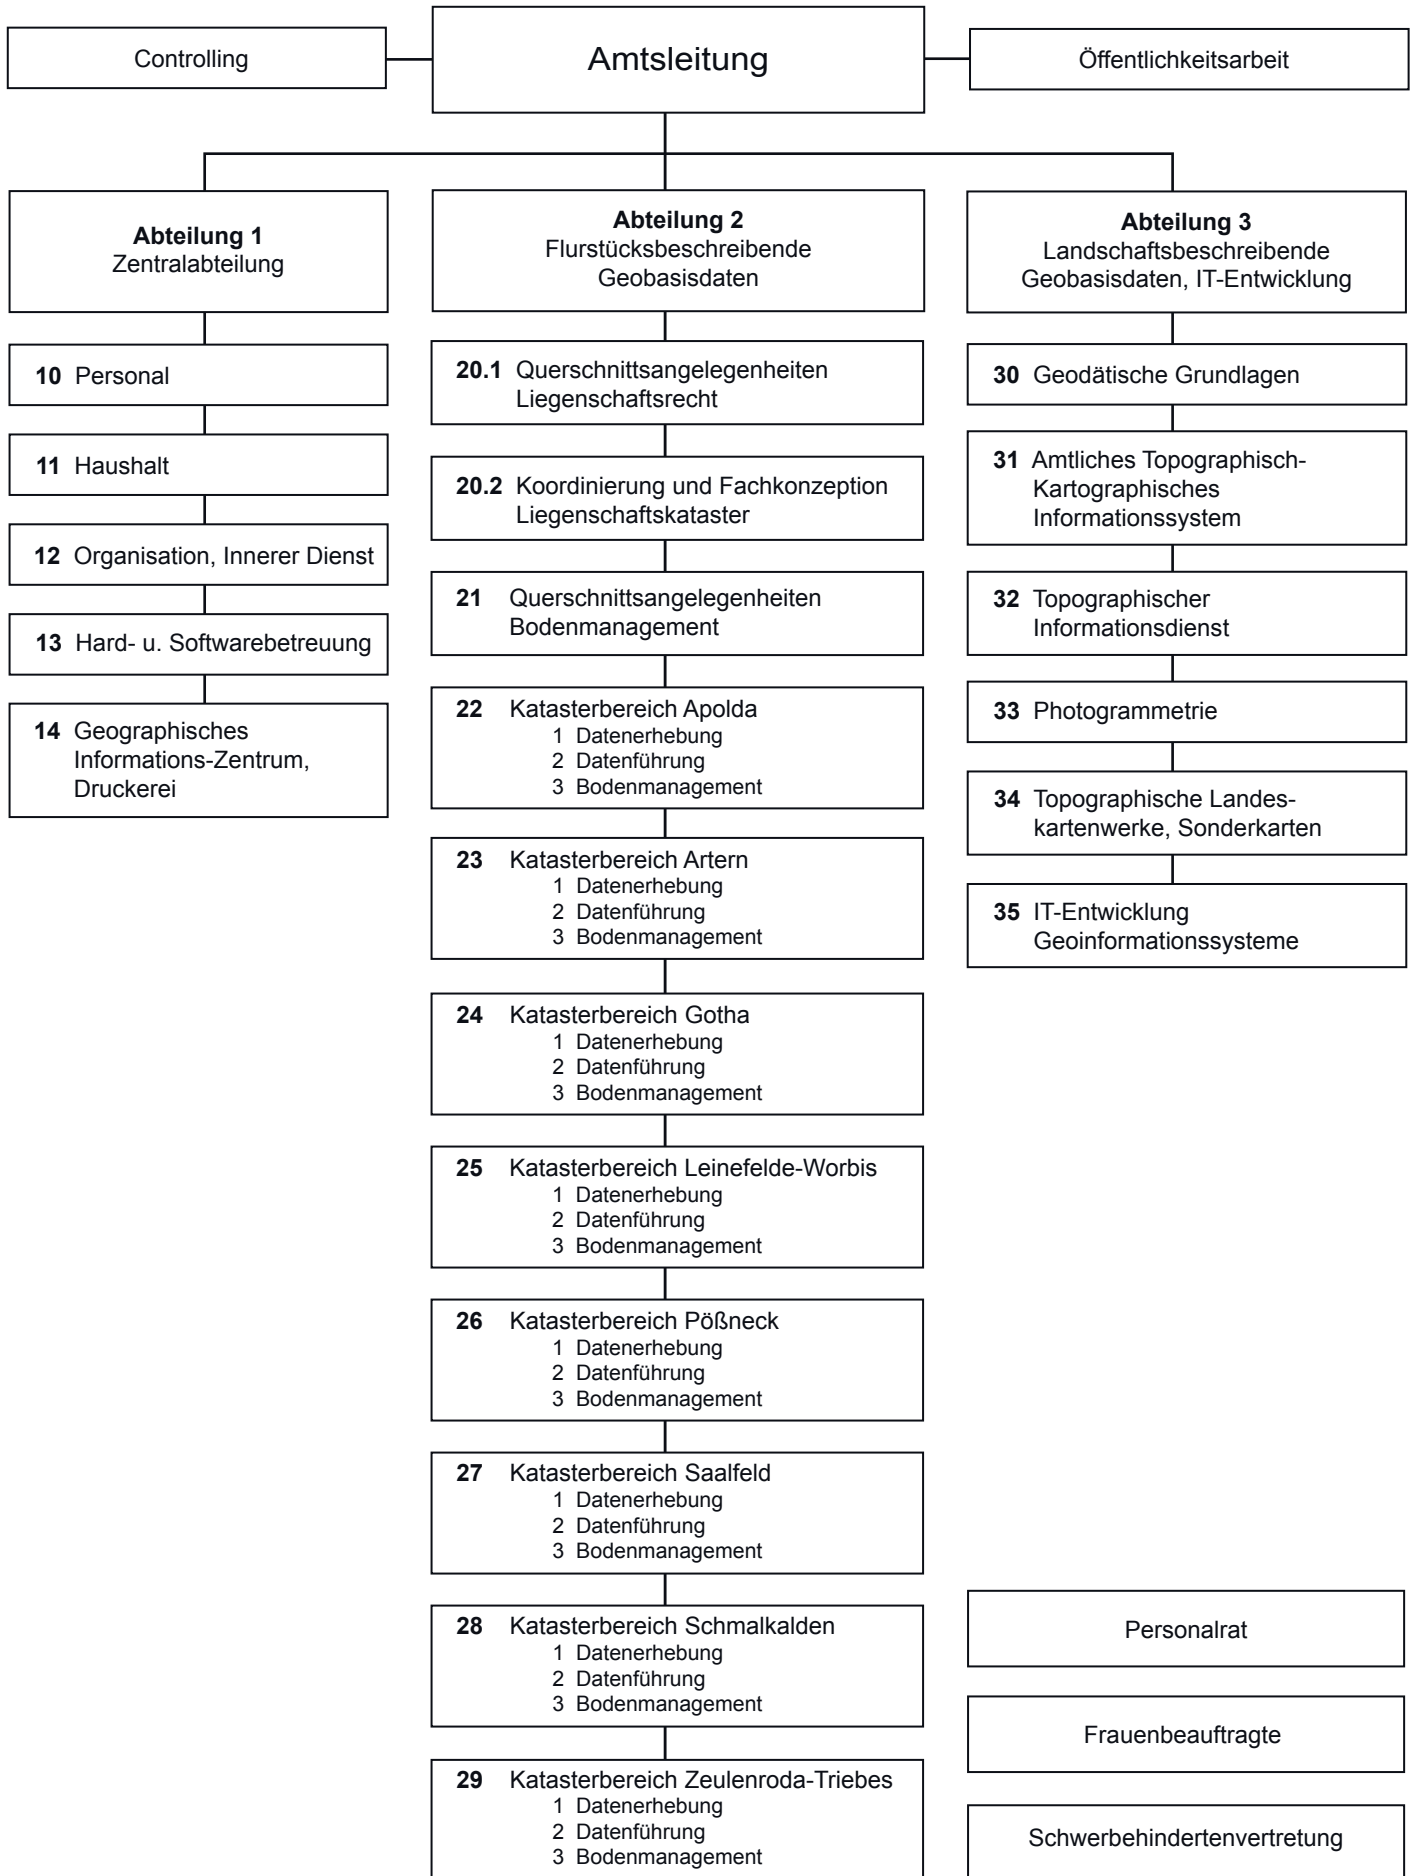 Controlling
Amtsleitung
Öffentlichkeitsarbeit
Abteilung 1
Zentralabteilung
10 Personal
11 Haushalt
12 Organisation, Innerer Dienst
13 Hard- u. Softwarebetreuung
14 Geographisches
Informations-Zentrum,
Druckerei
Abteilung 2
Flurstücksbeschreibende
Geobasisdaten
20.1 Querschnittsangelegenheiten
Liegenschaftsrecht
20.2 Koordinierung und Fachkonzeption
Liegenschaftskataster
21 Querschnittsangelegenheiten
Bodenmanagement
22 Katasterbereich Apolda
1 Datenerhebung
2 Datenführung
3 Bodenmanagement
23 Katasterbereich Artern
1 Datenerhebung
2 Datenführung
3 Bodenmanagement
24 Katasterbereich Gotha
1 Datenerhebung
2 Datenführung
3 Bodenmanagement
25 Katasterbereich Leinefelde-Worbis
1 Datenerhebung
2 Datenführung
3 Bodenmanagement
26 Katasterbereich Pößneck
1 Datenerhebung
2 Datenführung
3 Bodenmanagement
27 Katasterbereich Saalfeld
1 Datenerhebung
2 Datenführung
3 Bodenmanagement
28 Katasterbereich Schmalkalden
1 Datenerhebung
2 Datenführung
3 Bodenmanagement
29 Katasterbereich Zeulenroda-Triebes
1 Datenerhebung
2 Datenführung
3 Bodenmanagement
Abteilung 3
Landschaftsbeschreibende
Geobasisdaten, IT-Entwicklung
30 Geodätische Grundlagen
31 Amtliches Topographisch-
Kartographisches
Informationssystem
32 Topographischer
Informationsdienst
33 Photogrammetrie
34 Topographische Landes-
kartenwerke, Sonderkarten
35 IT-Entwicklung
Geoinformationssysteme
Personalrat
Frauenbeauftragte
Schwerbehindertenvertretung